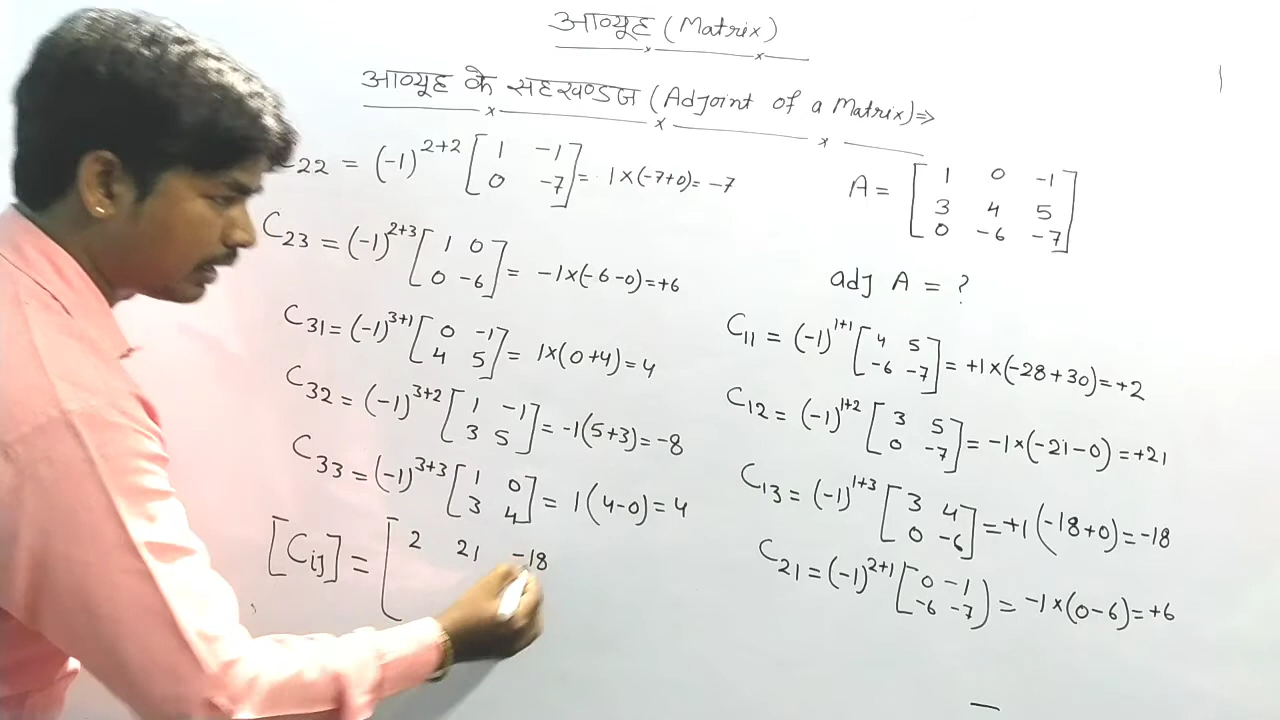 आव्यूह (Matrix)
आव्यूह के सहखण्डज (Adjoint of a Matrix)⇒
A = [1 0 -1
3 4 5
0 -6 -7]
adj A = ?
C11 = (-1)^1+1 [4 5
-6 -7] = +1×(-28+30)=+2
C12 = (-1)^1+2 [3 5
0 -7] = -1×(-21-0)=+21
C13 = (-1)^1+3 [3 4
0 -6] = +1(-18+0)=-18
C21 = (-1)^2+1 [0 -1
-6 -7) = -1×(0-6)=+6
22 = (-1)^2+2 [1 -1
0 -7] = 1×(-7+0)= -7
C23 = (-1)^2+3 [1 0
0 -6] = -1×(-6-0)=+6
C31 = (-1)^3+1 [0 -1
4 5] = 1×(0+4)=4
C32 = (-1)^3+2 [1 -1
3 5] = -1(5+3)=-8
C33 = (-1)^3+3 [1 0
3 4] = 1(4-0)=4
[Cij] = [2 21 -18